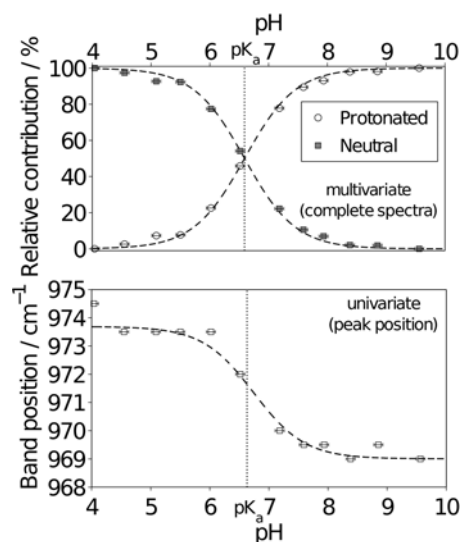 pH
4 5 6 pKa 7 8 9 10
Relative contribution / %
100
80
60
40
20
0
Protonated
Neutral
multivariate
(complete spectra)
Band position / cm⁻¹
975
974
973
972
971
970
969
968
univariate
(peak position)
4 5 6 pKa 7 8 9 10
pH